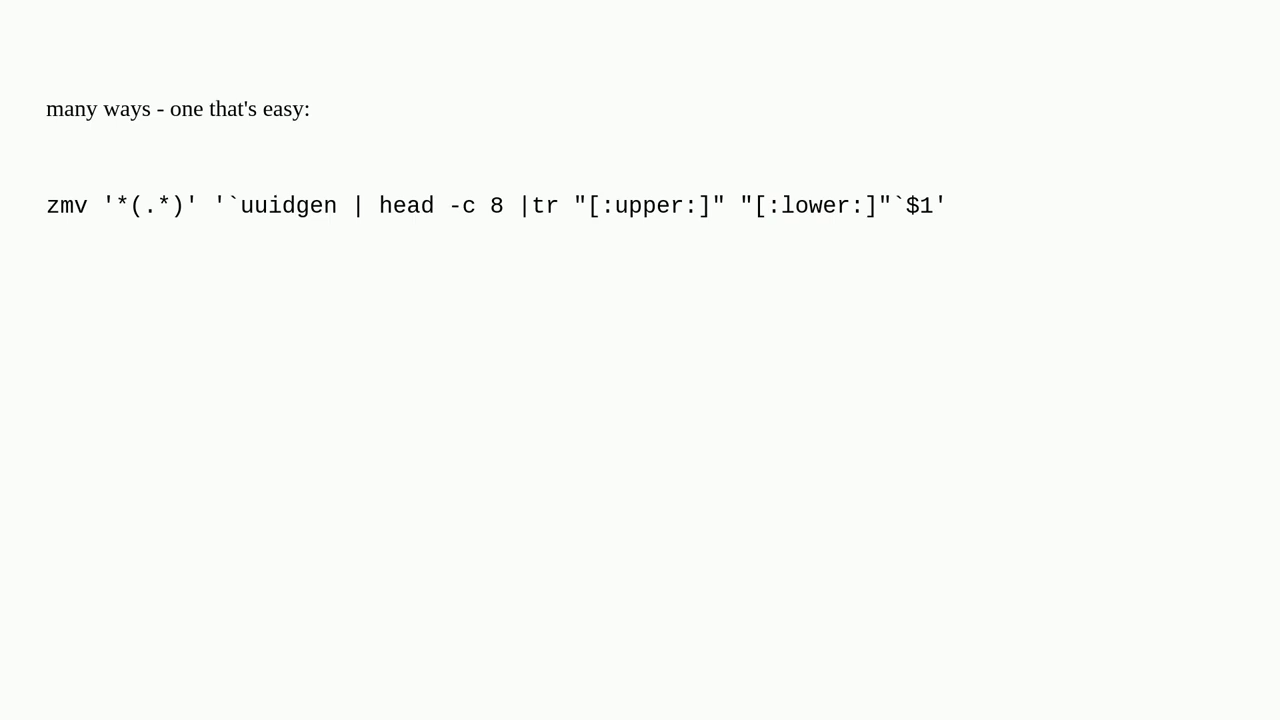 many ways - one that's easy:
zmv '*(.*)' '`uuidgen | head -c 8 |tr "[:upper:]" "[:lower:]"`$1'